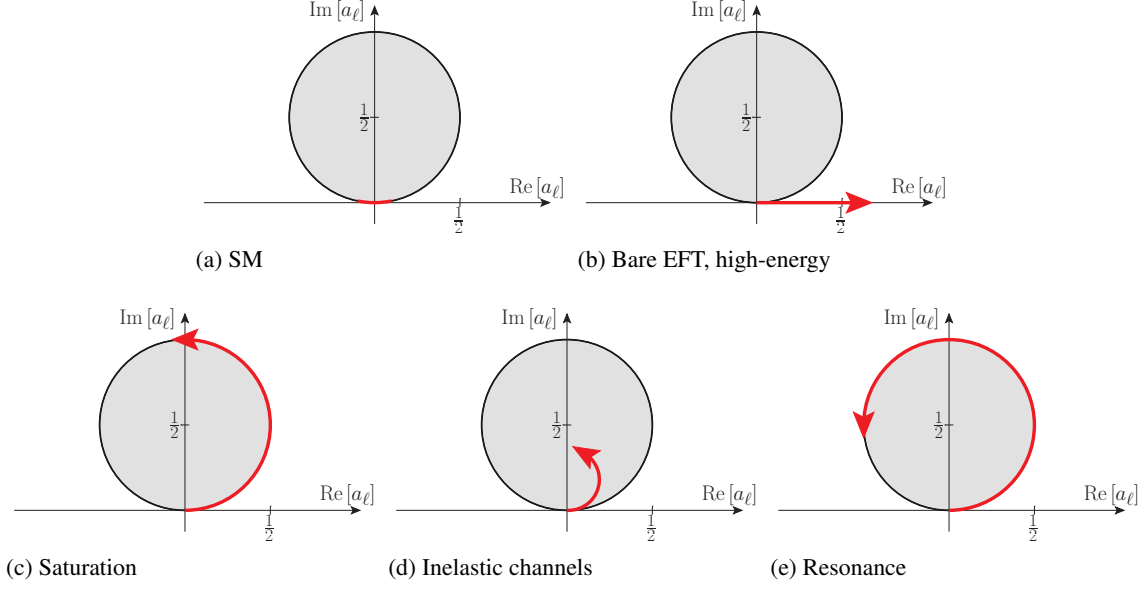 Im [aℓ]
1/2
Re [aℓ]
1/2
(a) SM
Im [aℓ]
1/2
Re [aℓ]
1/2
(b) Bare EFT, high-energy
Im [aℓ]
1/2
Re [aℓ]
1/2
(c) Saturation
Im [aℓ]
1/2
Re [aℓ]
1/2
(d) Inelastic channels
Im [aℓ]
1/2
Re [aℓ]
1/2
(e) Resonance